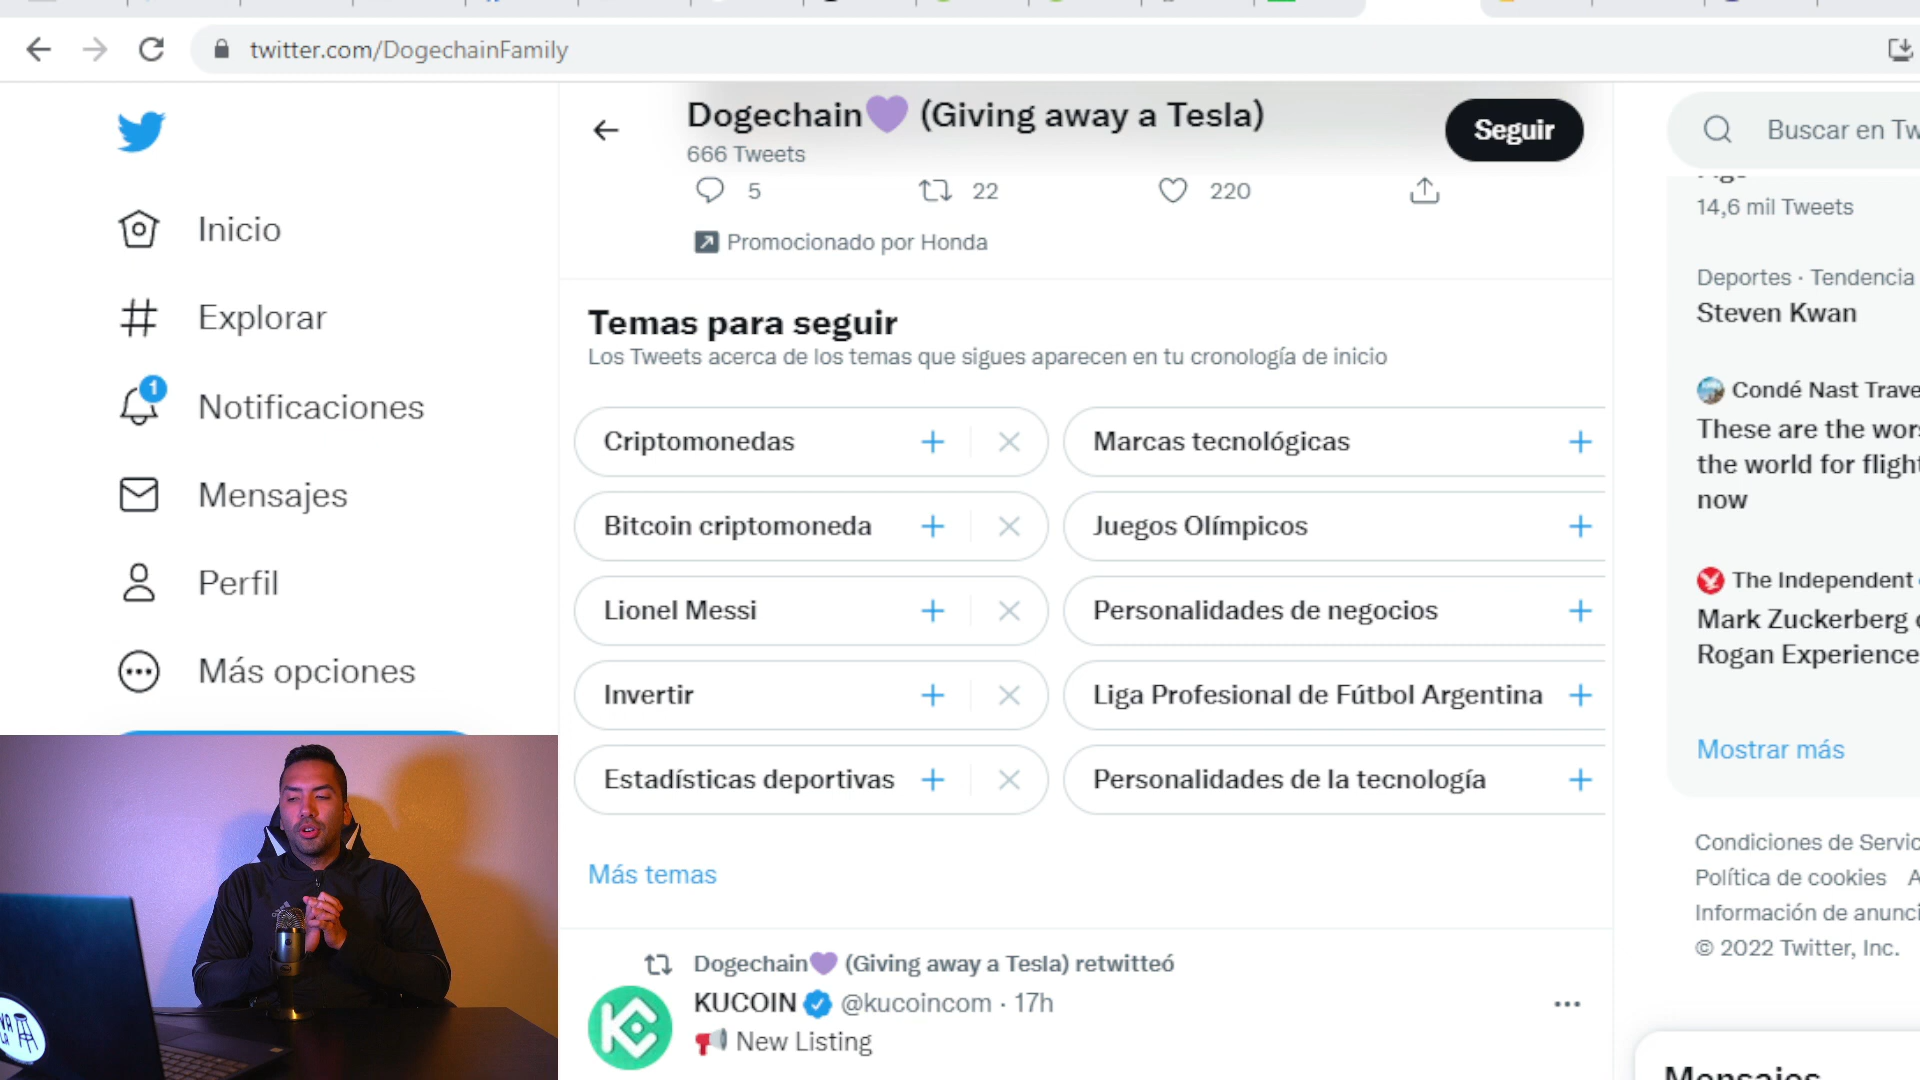 twitter.com/DogechainFamily
Dogechain💜 (Giving away a Tesla)
666 Tweets
Seguir
5 22 220
Promocionado por Honda
Inicio
Explorar
1
Notificaciones
Mensajes
Perfil
Más opciones
Temas para seguir
Los Tweets acerca de los temas que sigues aparecen en tu cronología de inicio
Criptomonedas
Marcas tecnológicas
Bitcoin criptomoneda
Juegos Olímpicos
Lionel Messi
Personalidades de negocios
Invertir
Liga Profesional de Fútbol Argentina
Estadísticas deportivas
Personalidades de la tecnología
Más temas
Dogechain💜 (Giving away a Tesla) retwitteó
KUCOIN @kucoincom · 17h
📢 New Listing
Buscar en Tw
14,6 mil Tweets
Deportes · Tendencia
Steven Kwan
Condé Nast Trave
These are the wors
the world for flight
now
The Independent
Mark Zuckerberg
Rogan Experience
Mostrar más
Condiciones de Servic
Política de cookies A
Información de anunci
© 2022 Twitter, Inc.
Mensajes